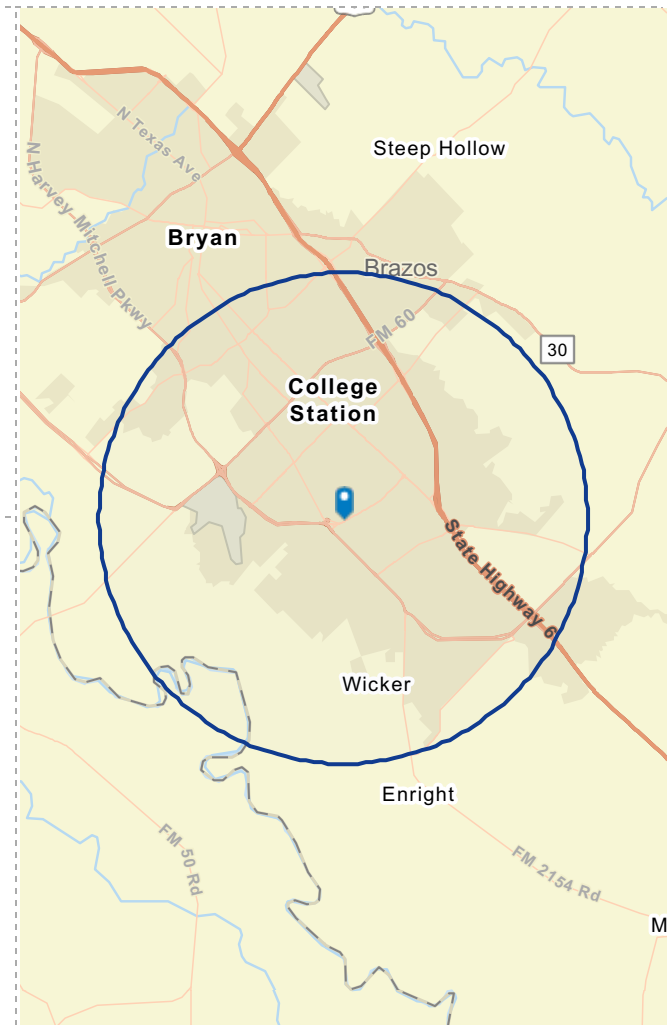 Steep Hollow
N Texas Ave
N Harvey Mitchell Pkwy
Bryan
Brazos
FM 60
30
College
Station
State Highway 6
Wicker
Enright
FM 50 Rd
FM 2154 Rd
M